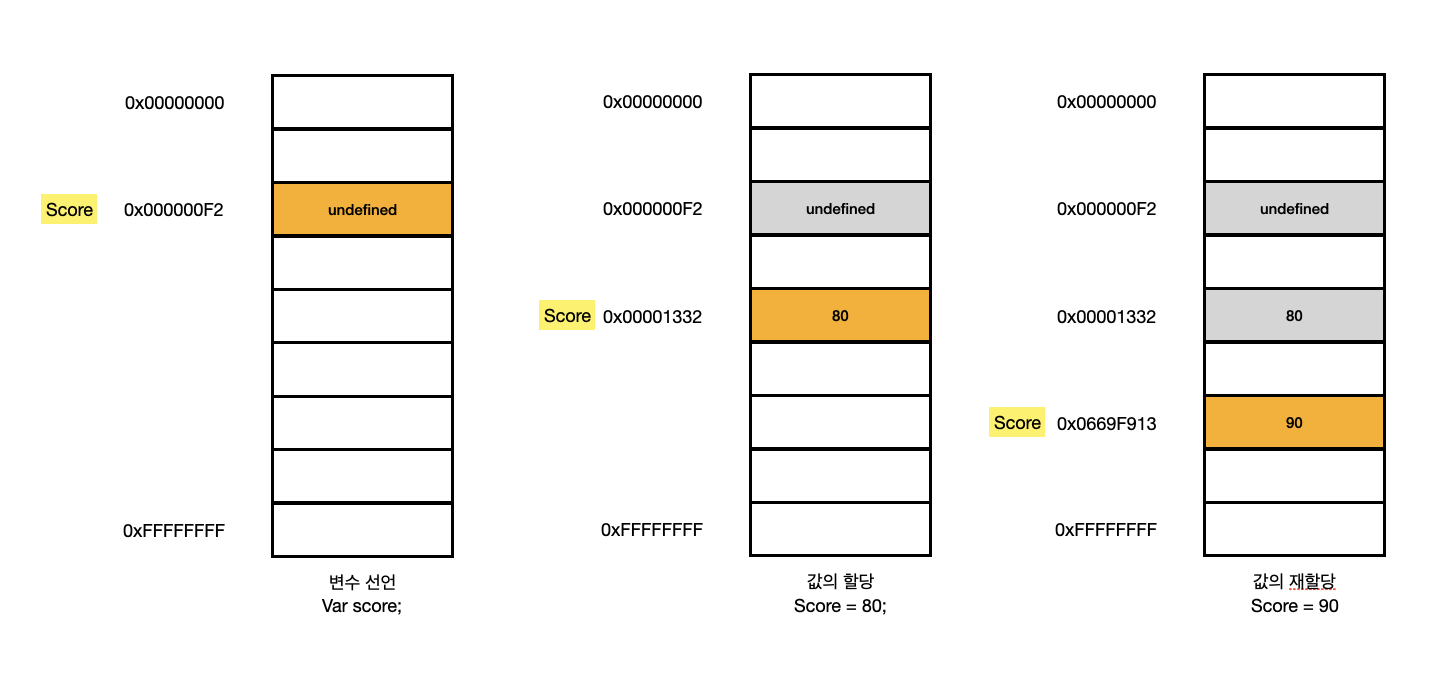 0x00000000
Score 0x000000F2 undefined
0xFFFFFFFF
변수 선언
Var score;
0x00000000
0x000000F2 undefined
Score 0x00001332 80
0xFFFFFFFF
값의 할당
Score = 80;
0x00000000
0x000000F2 undefined
0x00001332 80
Score 0x0669F913 90
0xFFFFFFFF
값의 재할당
Score = 90